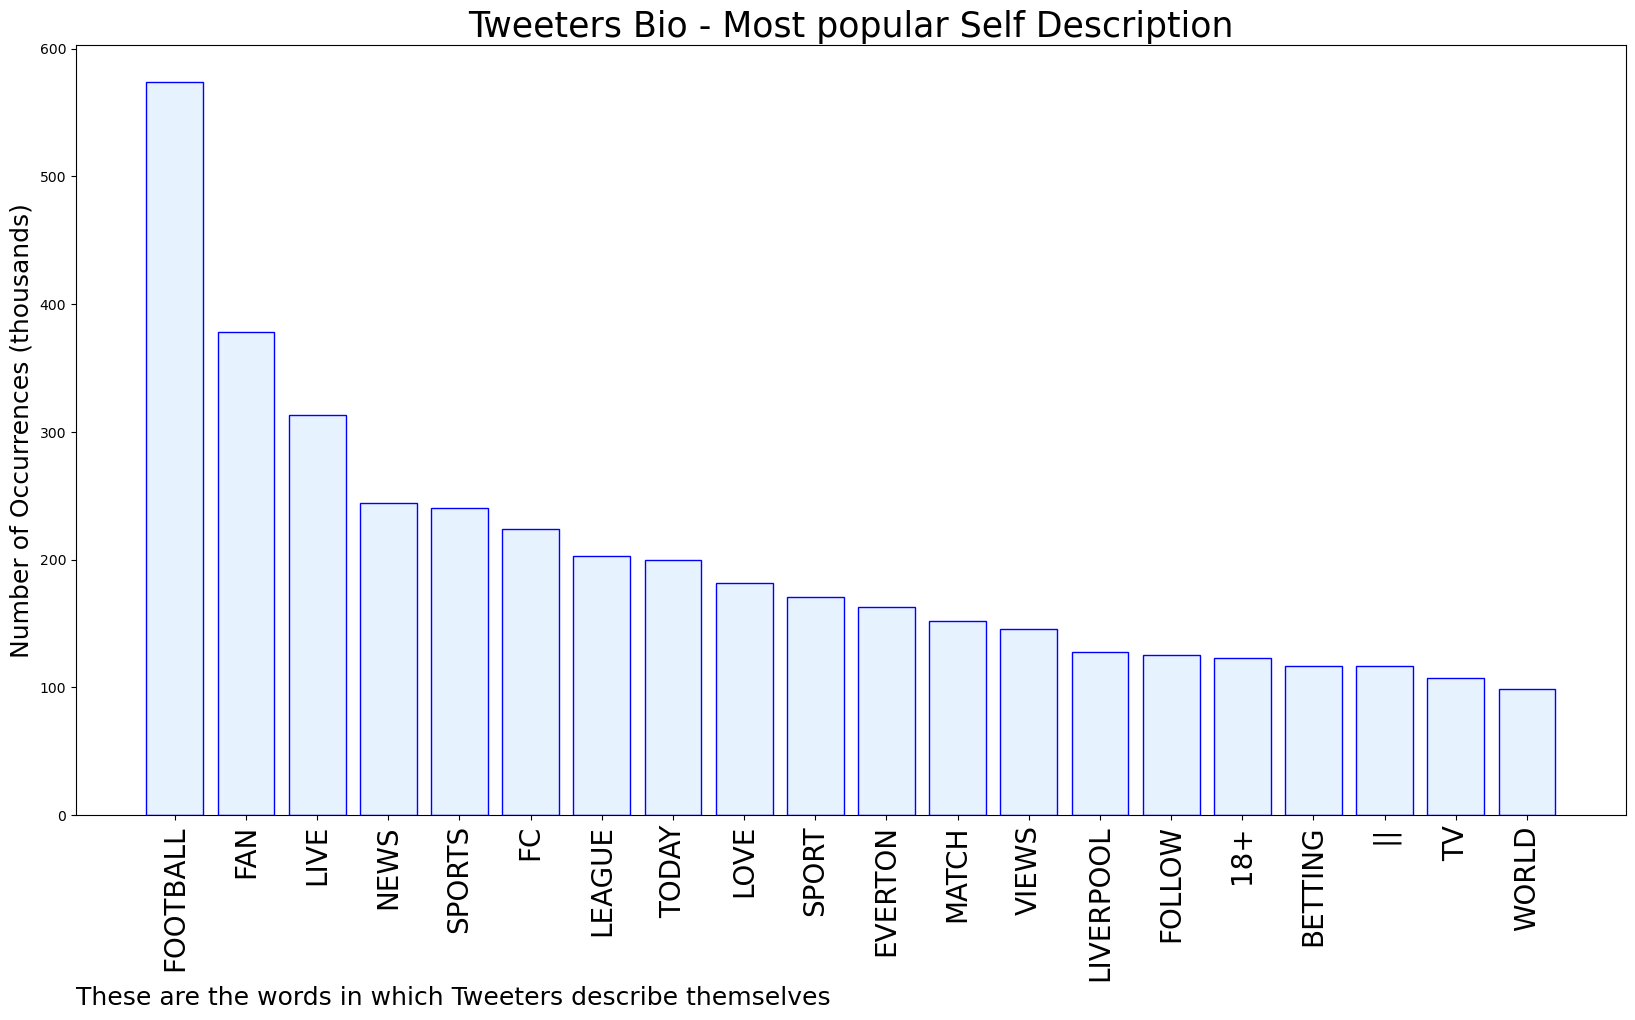 Tweeters Bio - Most popular Self Description
Number of Occurrences (thousands)
600
500
400
300
200
100
0
FOOTBALL
FAN
LIVE
NEWS
SPORTS
FC
LEAGUE
TODAY
LOVE
SPORT
EVERTON
MATCH
VIEWS
LIVERPOOL
FOLLOW
18+
BETTING
||
TV
WORLD
These are the words in which Tweeters describe themselves